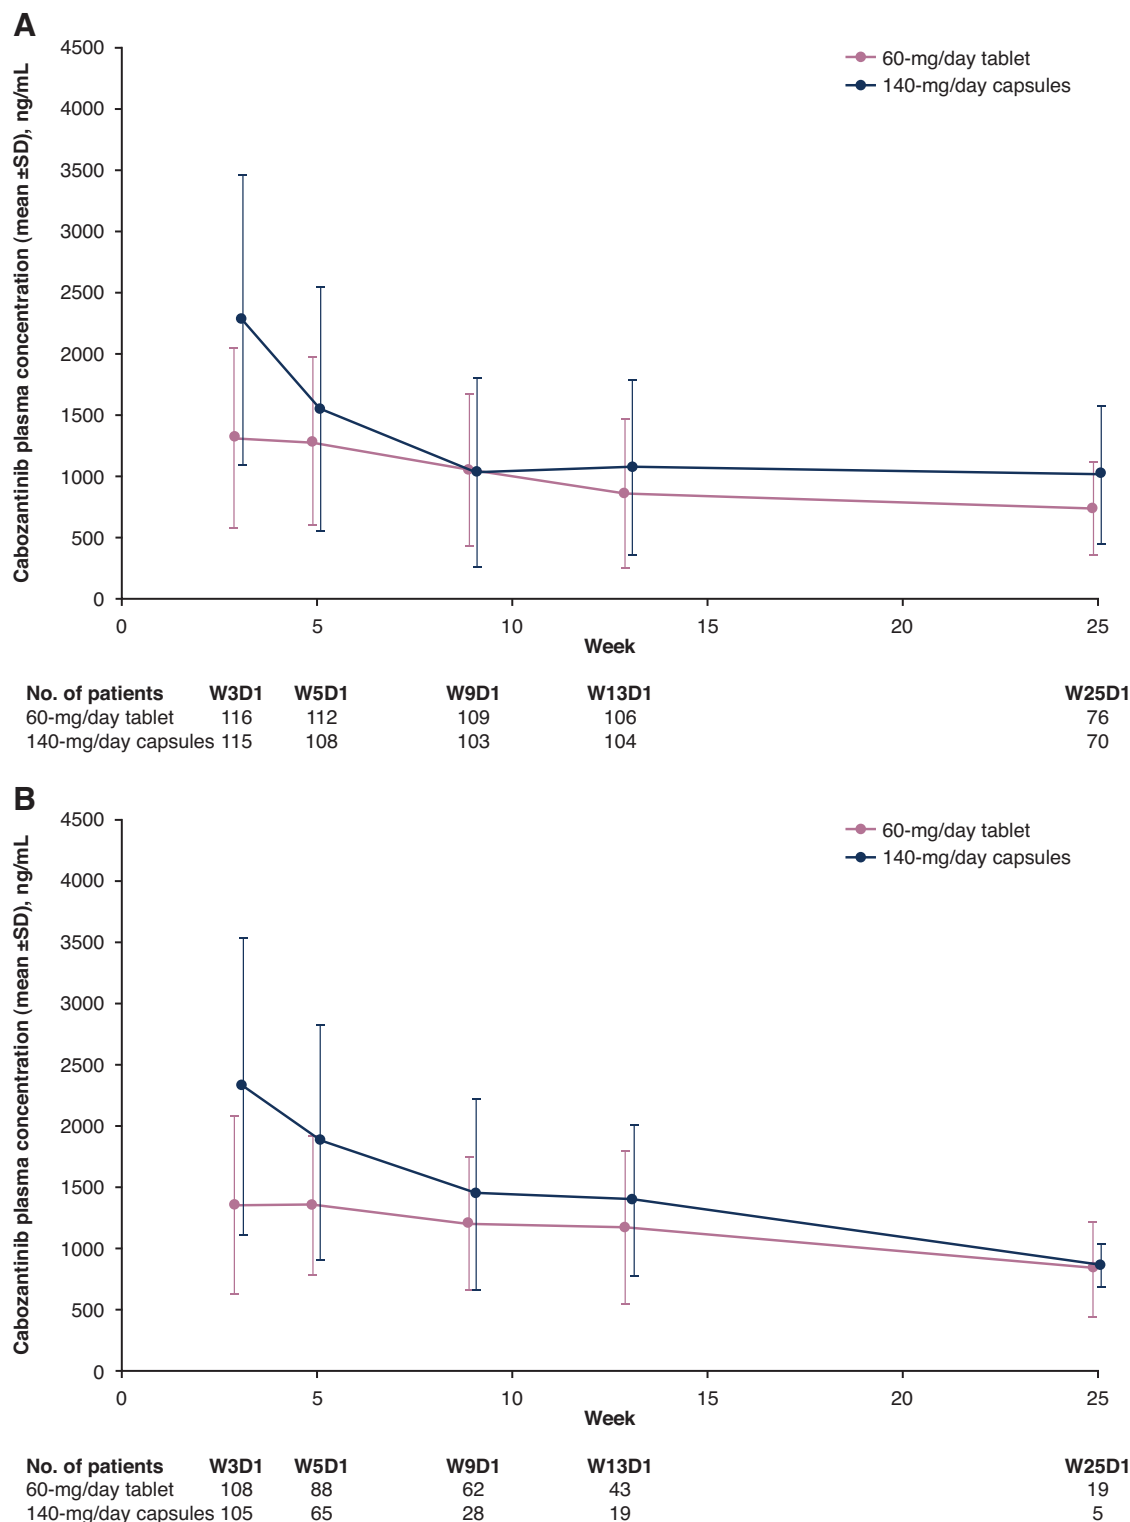 A
Cabozantinib plasma concentration (mean ±SD), ng/mL
4500
4000
3500
3000
2500
2000
1500
1000
500
0
60-mg/day tablet
140-mg/day capsules
0 5 10 15 20 25
Week
No. of patients W3D1 W5D1 W9D1 W13D1 W25D1
60-mg/day tablet 116 112 109 106 76
140-mg/day capsules 115 108 103 104 70
B
Cabozantinib plasma concentration (mean ±SD), ng/mL
4500
4000
3500
3000
2500
2000
1500
1000
500
0
60-mg/day tablet
140-mg/day capsules
0 5 10 15 20 25
Week
No. of patients W3D1 W5D1 W9D1 W13D1 W25D1
60-mg/day tablet 108 88 62 43 19
140-mg/day capsules 105 65 28 19 5